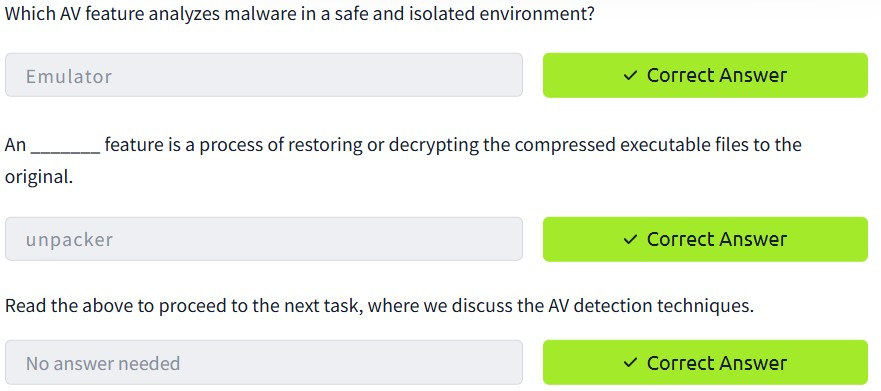 Which AV feature analyzes malware in a safe and isolated environment?
Emulator
✓ Correct Answer
An _______ feature is a process of restoring or decrypting the compressed executable files to the
original.
unpacker
✓ Correct Answer
Read the above to proceed to the next task, where we discuss the AV detection techniques.
No answer needed
✓ Correct Answer